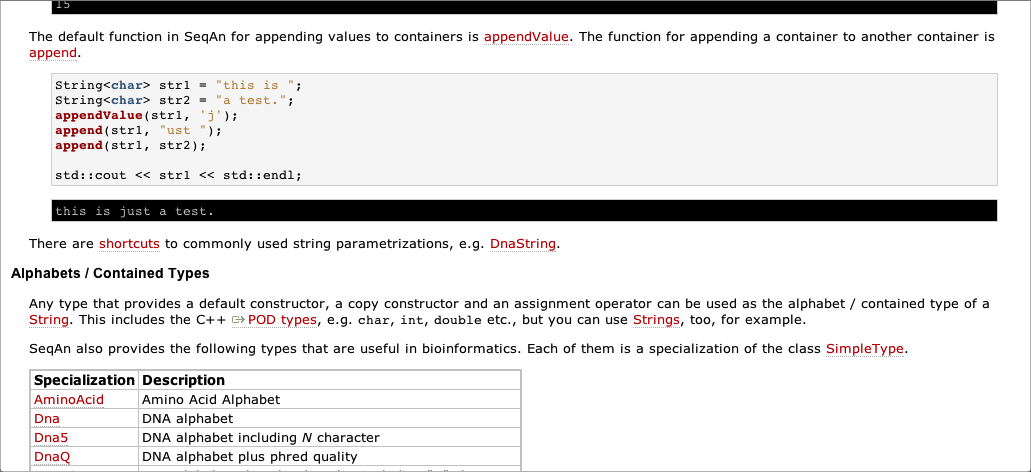 15
The default function in SeqAn for appending values to containers is appendValue. The function for appending a container to another container is
append.
String<char> str1 = "this is ";
String<char> str2 = "a test.";
appendValue(str1, 'j');
append(str1, "ust ");
append(str1, str2);
std::cout << str1 << std::endl;
this is just a test.
There are shortcuts to commonly used string parametrizations, e.g. DnaString.
Alphabets / Contained Types
Any type that provides a default constructor, a copy constructor and an assignment operator can be used as the alphabet / contained type of a
String. This includes the C++ POD types, e.g. char, int, double etc., but you can use Strings, too, for example.
SeqAn also provides the following types that are useful in bioinformatics. Each of them is a specialization of the class SimpleType.
Specialization Description
AminoAcid Amino Acid Alphabet
Dna DNA alphabet
Dna5 DNA alphabet including N character
DnaQ DNA alphabet plus phred quality